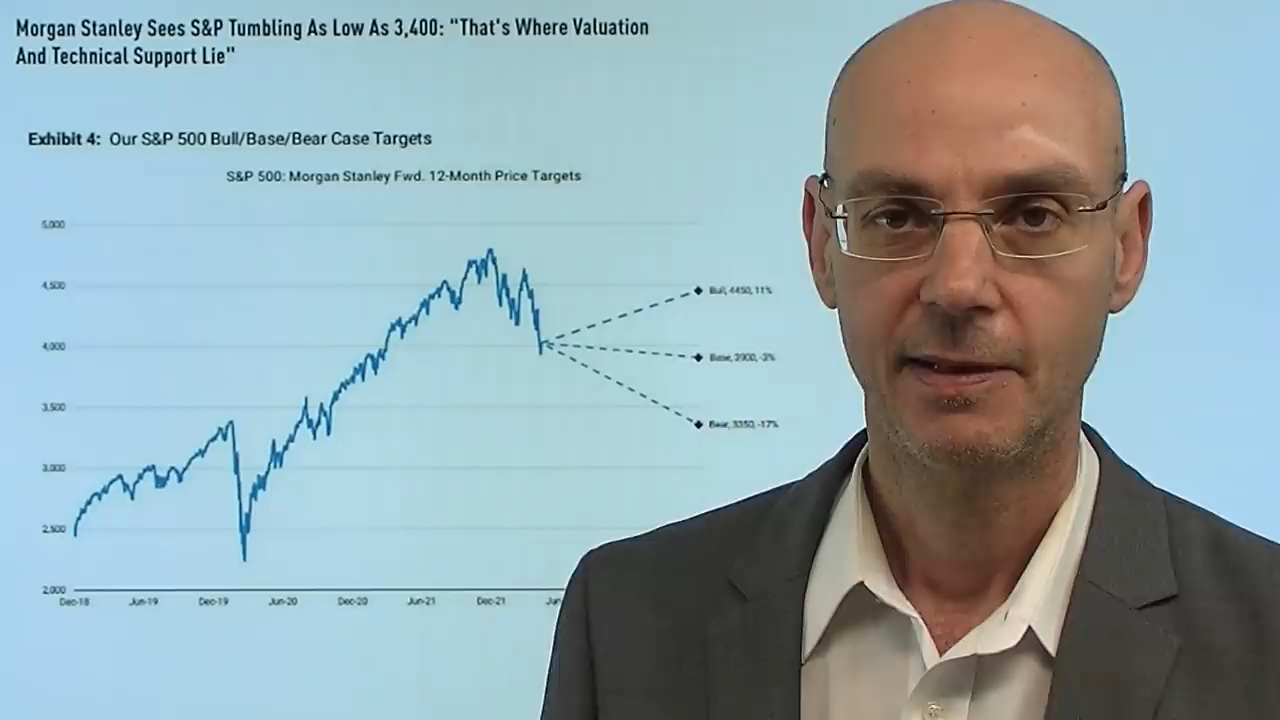 Morgan Stanley Sees S&P Tumbling As Low As 3,400: "That's Where Valuation
And Technical Support Lie"
Exhibit 4: Our S&P 500 Bull/Base/Bear Case Targets
S&P 500: Morgan Stanley Fwd. 12-Month Price Targets
5,000
4,500
4,000
3,500
3,000
2,500
2,000
Bull, 4450, 11%
Base, 3900, -3%
Bear, 3350, -17%
Dec-18 Jun-19 Dec-19 Jun-20 Dec-20 Jun-21 Dec-21 Jun